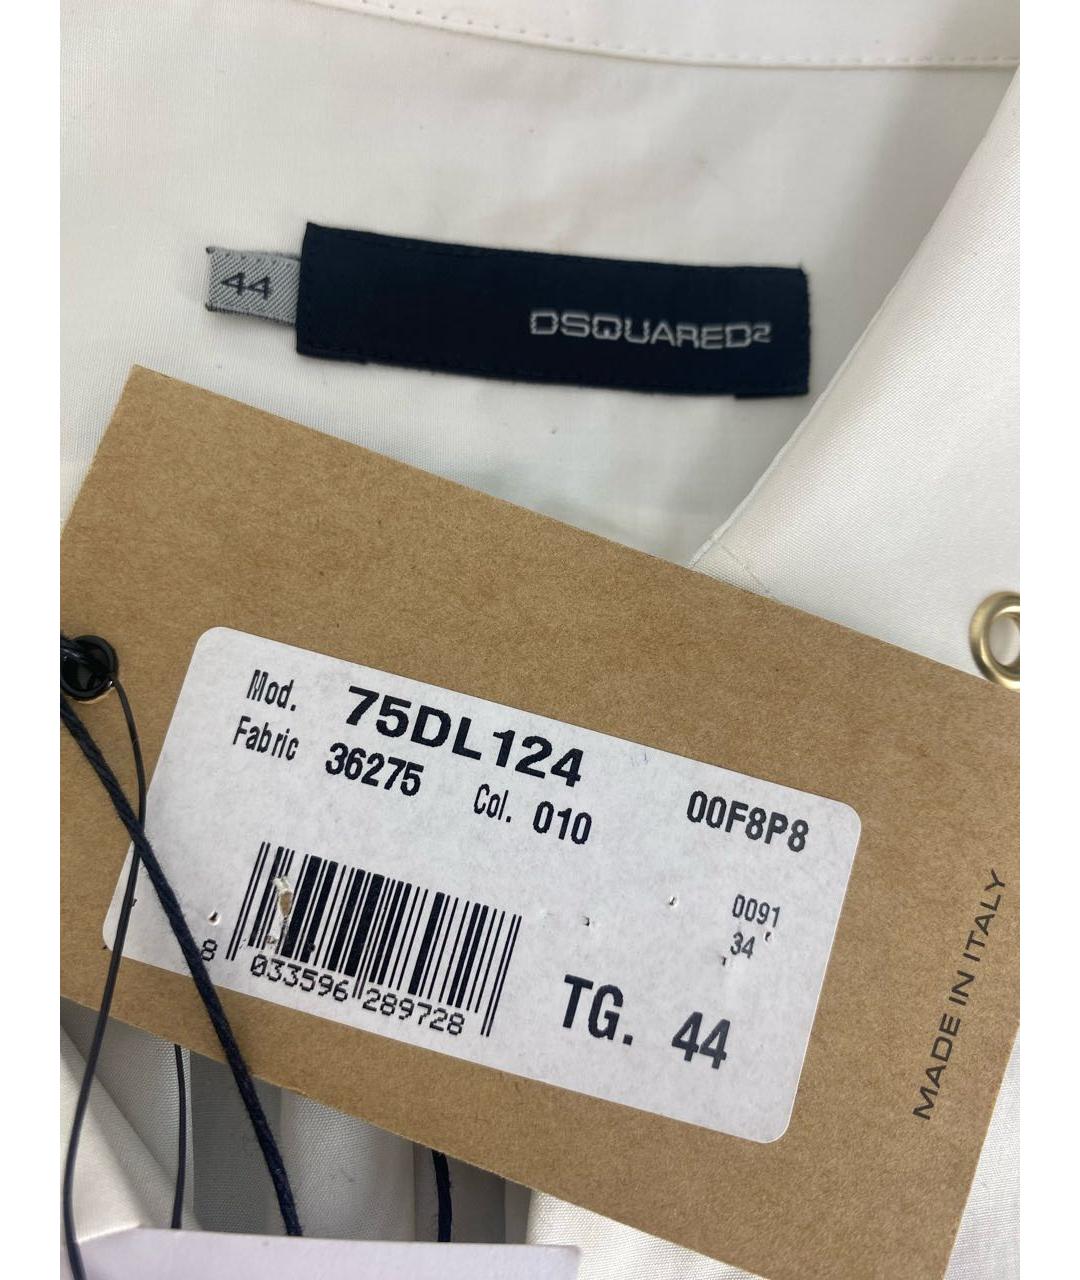 44
DSQUARED2
Mod. 75DL124
Fabric 36275 Col. 010 00F8P8
0091
34
8 033596 289728
TG. 44
MADE IN ITALY